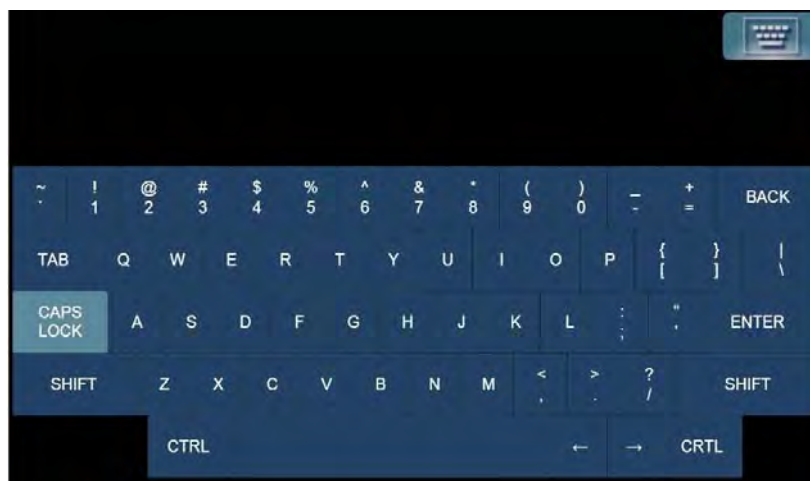 ~ ! @ # $ % ^ & * ( ) _ +
` 1 2 3 4 5 6 7 8 9 0 - = BACK
TAB Q W E R T Y U I O P { } |
[ ] \
CAPS
LOCK A S D F G H J K L : " ENTER
; '
SHIFT Z X C V B N M < > ? SHIFT
, . /
CTRL ← → CRTL